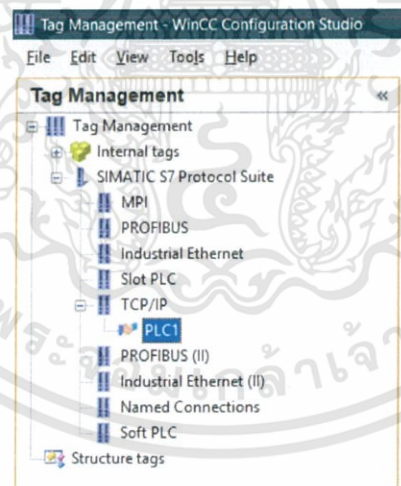 Tag Management - WinCC Configuration Studio
File Edit View Tools Help
Tag Management «
Tag Management
Internal tags
SIMATIC S7 Protocol Suite
MPI
PROFIBUS
Industrial Ethernet
Slot PLC
TCP/IP
PLC1
PROFIBUS (II)
Industrial Ethernet (II)
Named Connections
Soft PLC
Structure tags